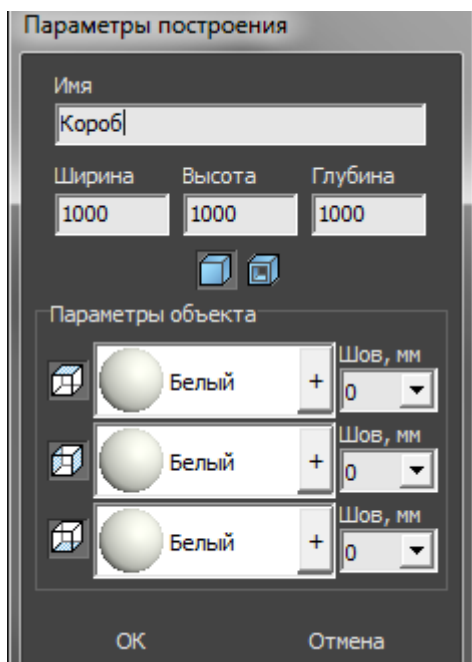 Параметры построения
Имя
Короб
Ширина Высота Глубина
1000 1000 1000
Параметры объекта
Шов, мм
Белый + 0
Шов, мм
Белый + 0
Шов, мм
Белый + 0
ОК Отмена